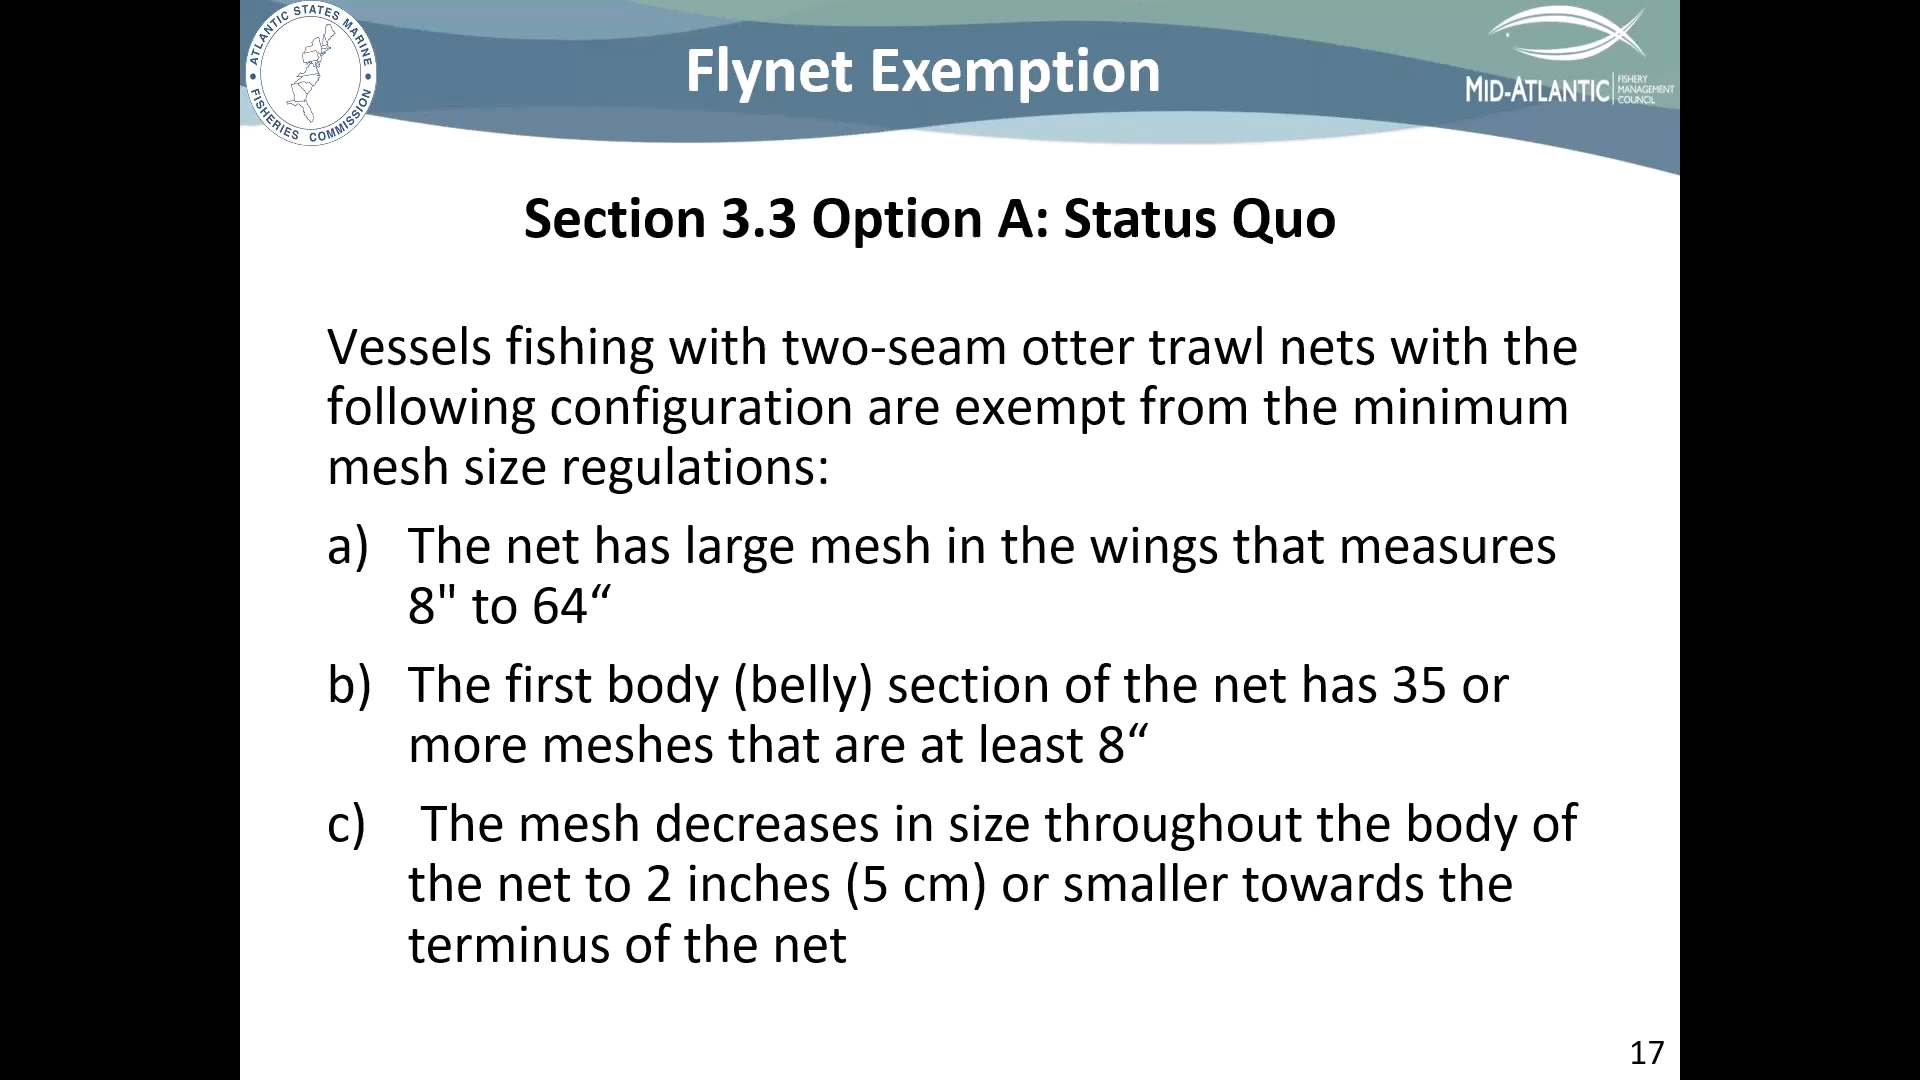 ATLANTIC STATES MARINE
FISHERIES COMMISSION
Flynet Exemption
MID-ATLANTIC
FISHERY
MANAGEMENT
COUNCIL
Section 3.3 Option A: Status Quo
Vessels fishing with two-seam otter trawl nets with the
following configuration are exempt from the minimum
mesh size regulations:
a) The net has large mesh in the wings that measures
8" to 64“
b) The first body (belly) section of the net has 35 or
more meshes that are at least 8“
c) The mesh decreases in size throughout the body of
the net to 2 inches (5 cm) or smaller towards the
terminus of the net
17